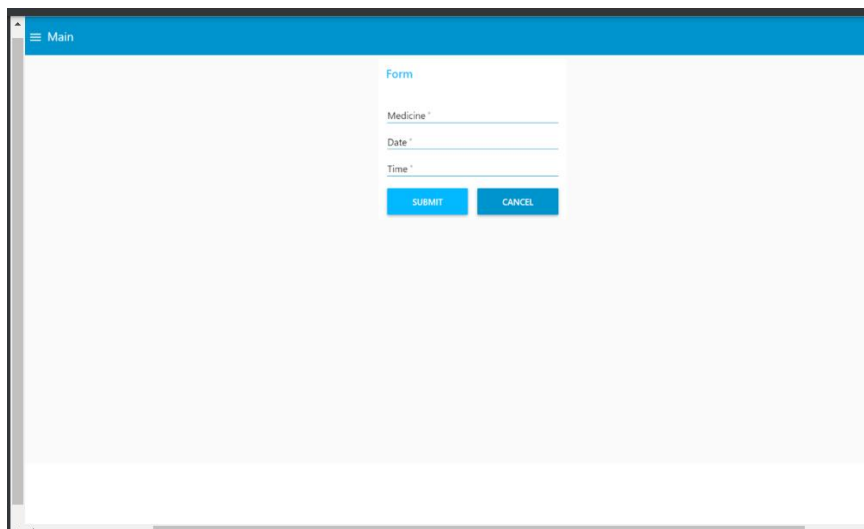 Main
Form
Medicine *
Date *
Time *
SUBMIT CANCEL